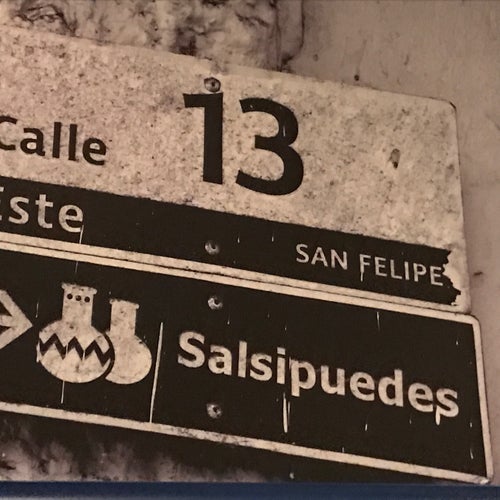 Calle 13
Este
SAN FELIPE
Salsipuedes